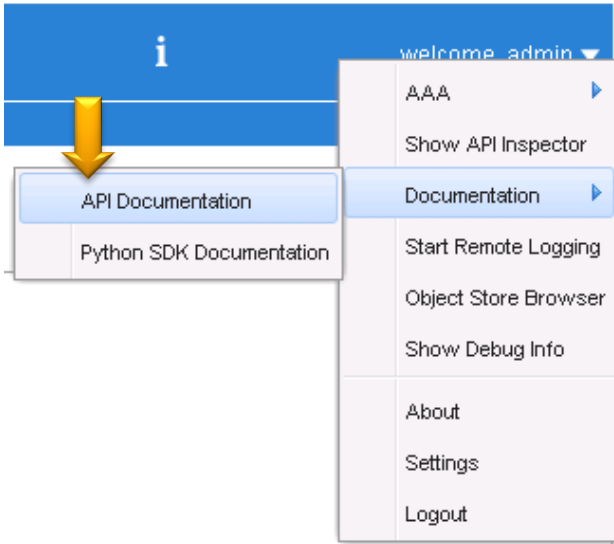 i
welcome, admin
AAA
Show API Inspector
Documentation
API Documentation
Python SDK Documentation
Start Remote Logging
Object Store Browser
Show Debug Info
About
Settings
Logout